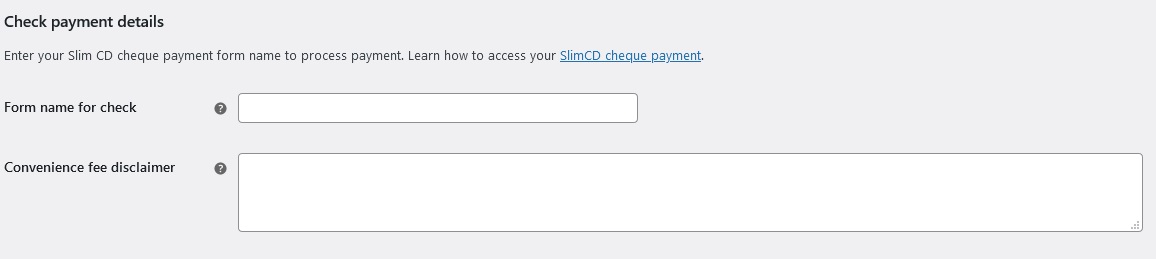 Check payment details
Enter your Slim CD cheque payment form name to process payment. Learn how to access your SlimCD cheque payment.
Form name for check
Convenience fee disclaimer